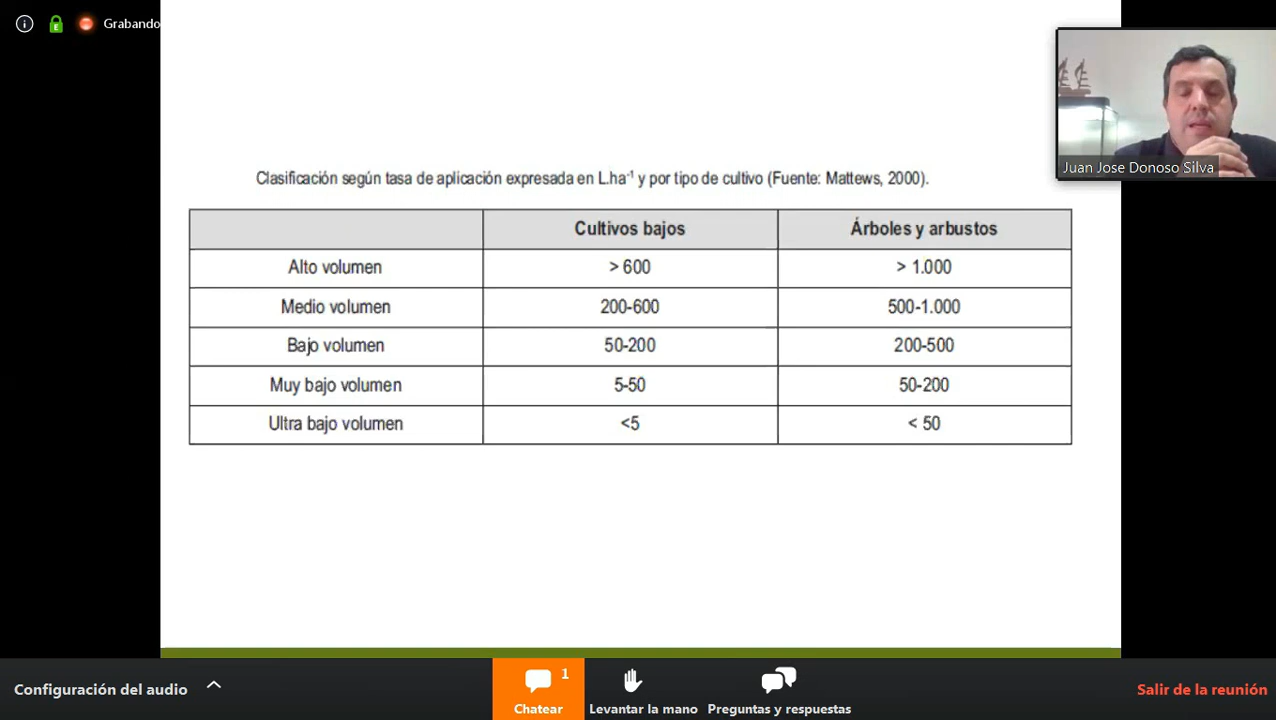 Grabando
Juan Jose Donoso Silva
Clasificación según tasa de aplicación expresada en L.ha⁻¹ y por tipo de cultivo (Fuente: Mattews, 2000).
Cultivos bajos Árboles y arbustos
Alto volumen > 600 > 1.000
Medio volumen 200-600 500-1.000
Bajo volumen 50-200 200-500
Muy bajo volumen 5-50 50-200
Ultra bajo volumen <5 < 50
Configuración del audio
1
Chatear
Levantar la mano
Preguntas y respuestas
Salir de la reunión